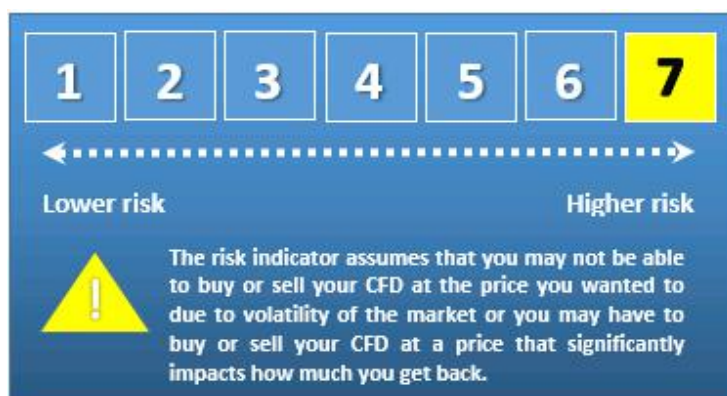 1 2 3 4 5 6 7
Lower risk Higher risk
!
The risk indicator assumes that you may not be able
to buy or sell your CFD at the price you wanted to
due to volatility of the market or you may have to
buy or sell your CFD at a price that significantly
impacts how much you get back.